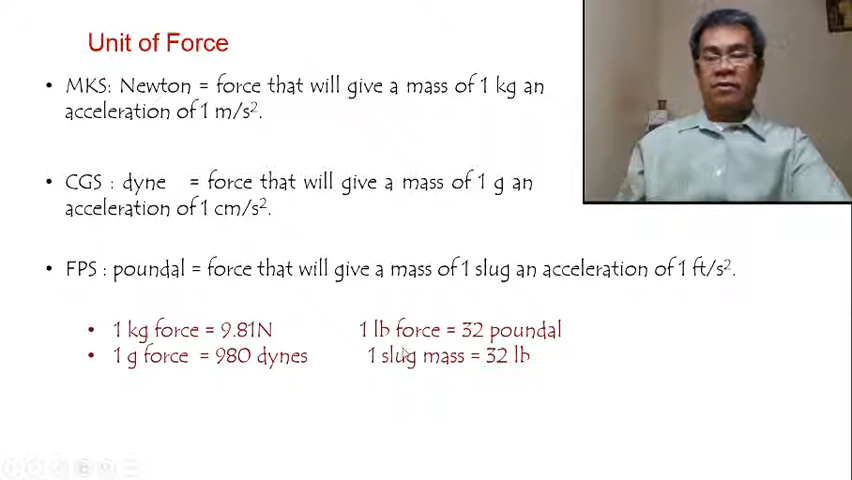 Unit of Force
• MKS: Newton = force that will give a mass of 1 kg an
acceleration of 1 m/s².
• CGS : dyne = force that will give a mass of 1 g an
acceleration of 1 cm/s².
• FPS : poundal = force that will give a mass of 1 slug an acceleration of 1 ft/s².
• 1 kg force = 9.81N 1 lb force = 32 poundal
• 1 g force = 980 dynes 1 slug mass = 32 lb